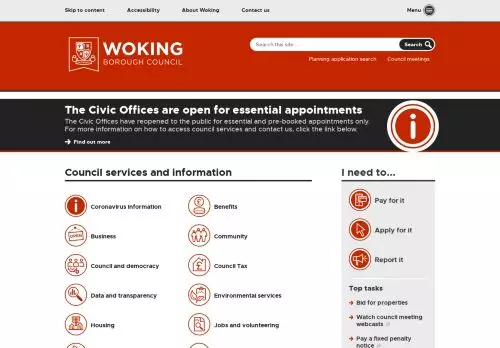 Skip to content
Accessibility
About Woking
Contact us
Menu
WOKING
BOROUGH COUNCIL
Search this site...
Search
Planning application search
Council meetings
The Civic Offices are open for essential appointments
The Civic Offices have reopened to the public for essential and pre-booked appointments only.
For more information on how to access council services and contact us, click the link below.
Find out more
Council services and information
Coronavirus information
Benefits
OPEN
Business
Community
Council and democracy
Council Tax
Data and transparency
Environmental services
Housing
Jobs and volunteering
I need to...
Pay for it
Apply for it
Report it
Top tasks
Bid for properties
Watch council meeting
webcasts
Pay a fixed penalty
notice